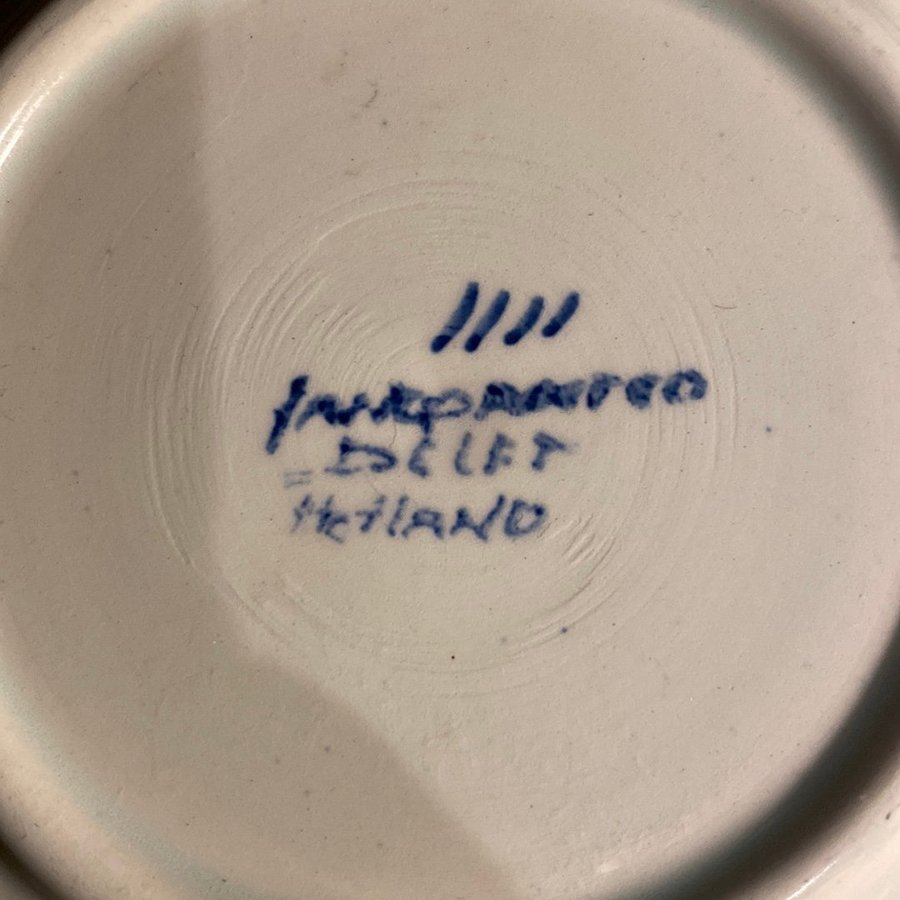 ////
HANDPAINTED
DELFT
HOLLAND